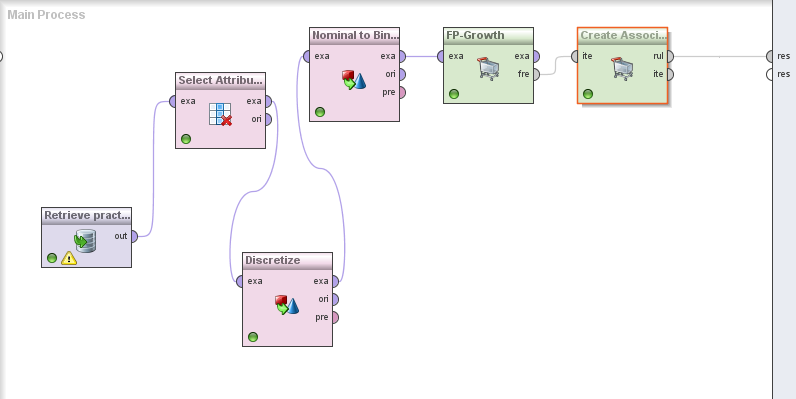 Main Process
Nominal to Bin...
exa
exa
ori
pre
FP-Growth
exa
exa
fre
Create Associ...
ite
rul
ite
res
res
Select Attribu...
exa
exa
ori
Retrieve pract...
out
Discretize
exa
exa
ori
pre